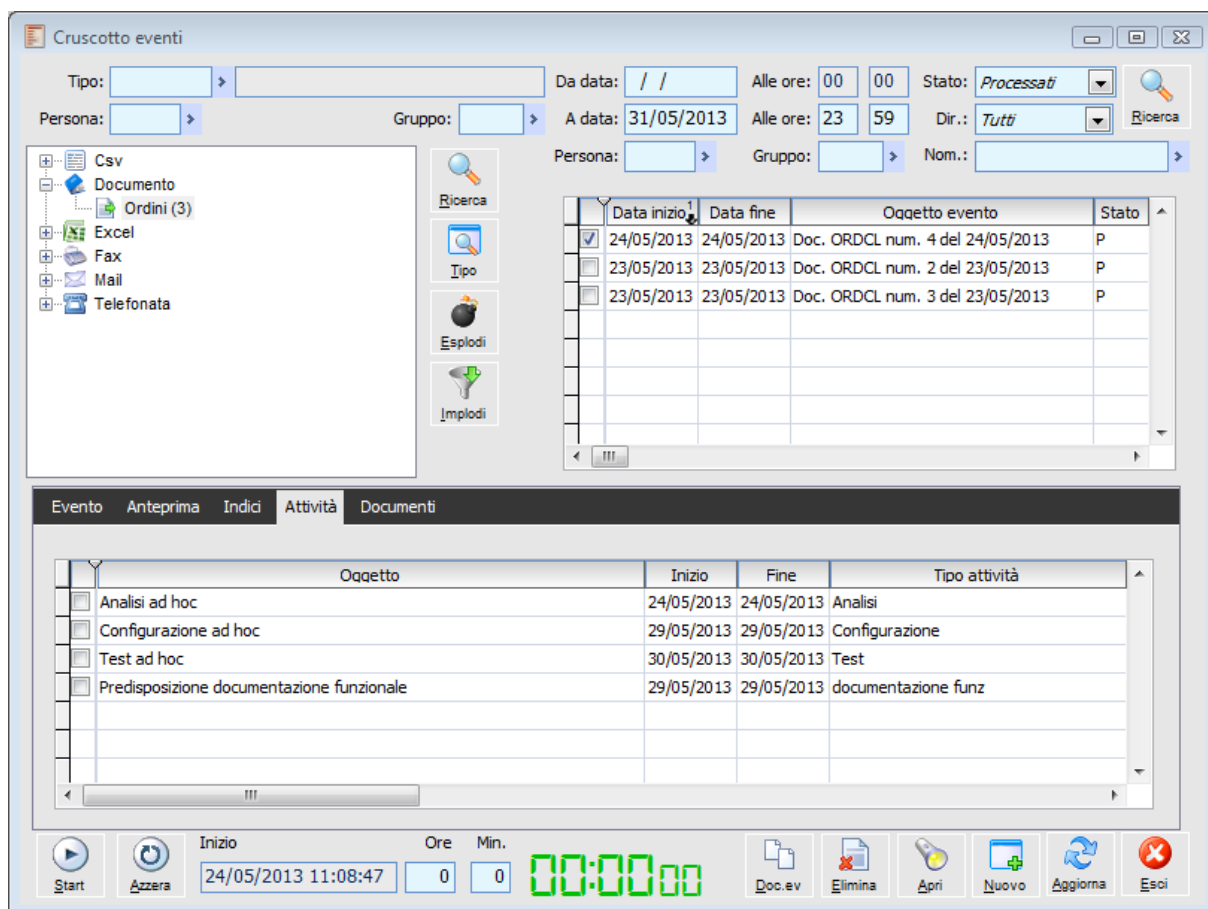 Cruscotto eventi
Tipo: Da data: / / Alle ore: 00 00 Stato: Processati
Persona: Gruppo: A data: 31/05/2013 Alle ore: 23 59 Dir.: Tutti Ricerca
Persona: Gruppo: Nom.:
Csv
Documento
Ordini (3)
Excel
Fax
Mail
Telefonata
Ricerca
Tipo
Esplodi
Implodi
Data inizio 1 Data fine Oggetto evento Stato
24/05/2013 24/05/2013 Doc. ORDCL num. 4 del 24/05/2013 P
23/05/2013 23/05/2013 Doc. ORDCL num. 2 del 23/05/2013 P
23/05/2013 23/05/2013 Doc. ORDCL num. 3 del 23/05/2013 P
Evento Anteprima Indici Attività Documenti
Oggetto Inizio Fine Tipo attività
Analisi ad hoc 24/05/2013 24/05/2013 Analisi
Configurazione ad hoc 29/05/2013 29/05/2013 Configurazione
Test ad hoc 30/05/2013 30/05/2013 Test
Predisposizione documentazione funzionale 29/05/2013 29/05/2013 documentazione funz
Inizio Ore Min.
24/05/2013 11:08:47 0 0 00:00 00
Start Azzera Doc.ev Elimina Apri Nuovo Aggiorna Esci